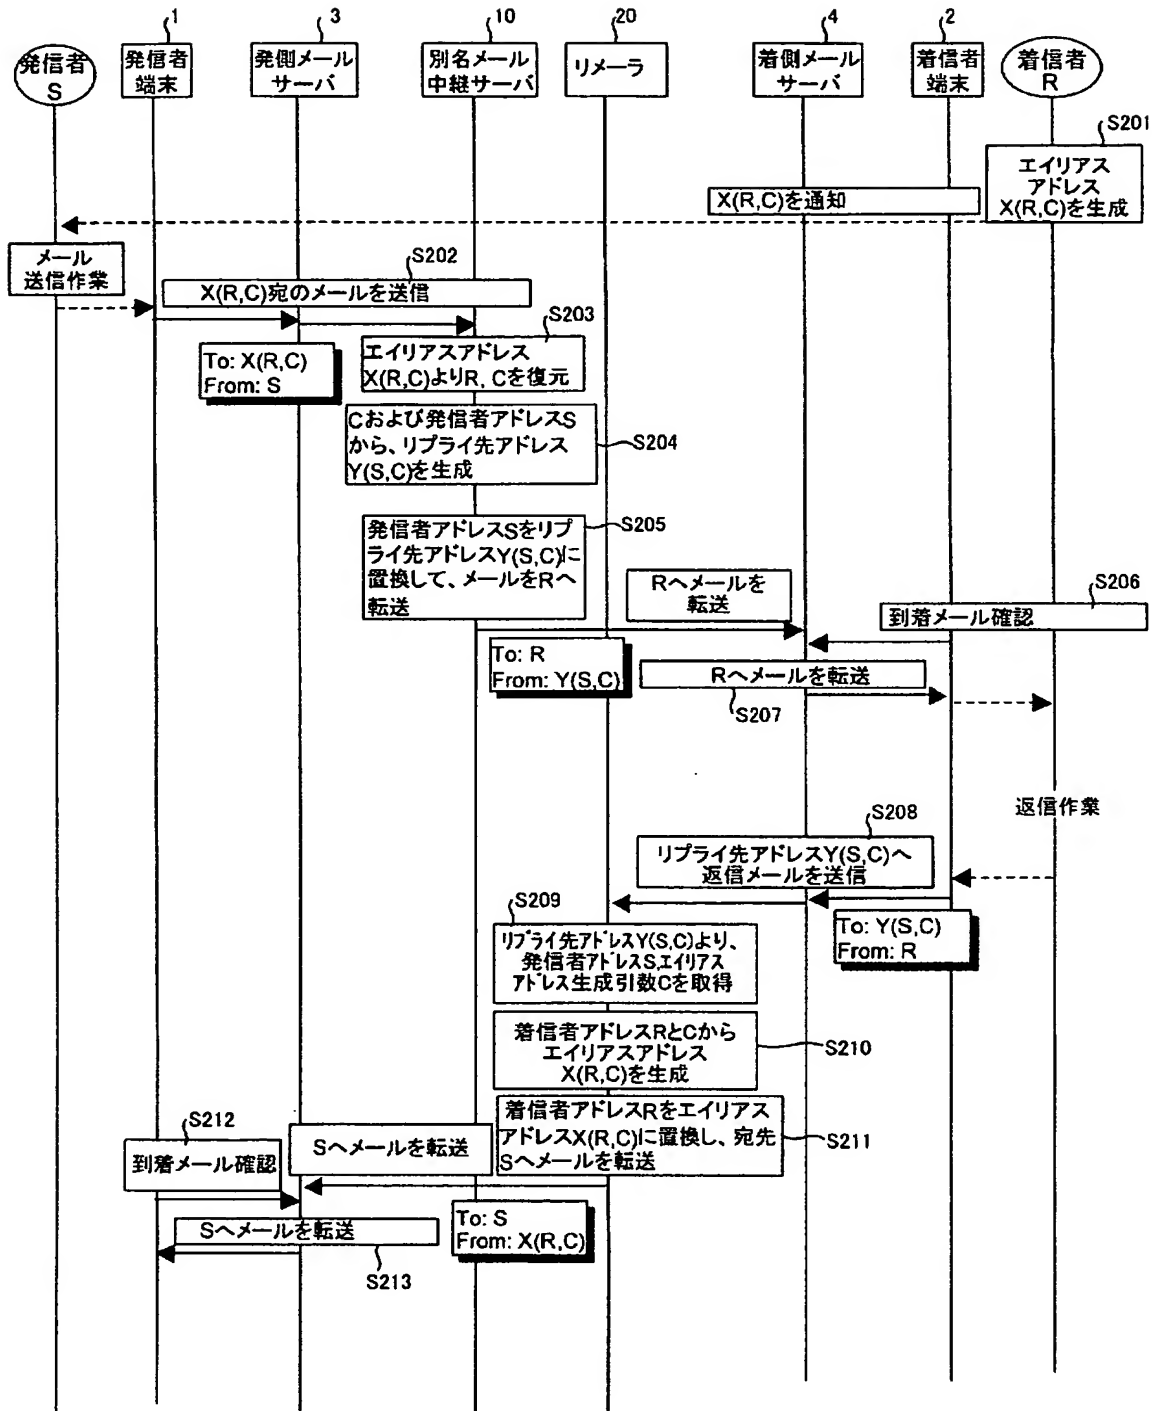 1
3
10
20
4
2
発信者
S
発信者
端末
発側メール
サーバ
別名メール
中継サーバ
リメーラ
着側メール
サーバ
着信者
端末
着信者
R
S201
エイリアス
アドレス
X(R,C)を生成
X(R,C)を通知
メール
送信作業
S202
X(R,C)宛のメールを送信
S203
To: X(R,C)
From: S
エイリアスアドレス
X(R,C)よりR, Cを復元
Cおよび発信者アドレスS
から、リプライ先アドレス
Y(S,C)を生成
S204
発信者アドレスSをリプ
ライ先アドレスY(S,C)に
置換して、メールをRへ
転送
S205
Rへメールを
転送
S206
到着メール確認
To: R
From: Y(S,C)
Rへメールを転送
S207
返信作業
S208
リプライ先アドレスY(S,C)へ
返信メールを送信
To: Y(S,C)
From: R
S209
リプライ先アドレスY(S,C)より、
発信者アドレスS,エイリアス
アドレス生成引数Cを取得
着信者アドレスRとCから
エイリアスアドレス
X(R,C)を生成
S210
着信者アドレスRをエイリアス
アドレスX(R,C)に置換し、宛先
Sへメールを転送
S211
S212
到着メール確認
Sへメールを転送
To: S
From: X(R,C)
Sへメールを転送
S213